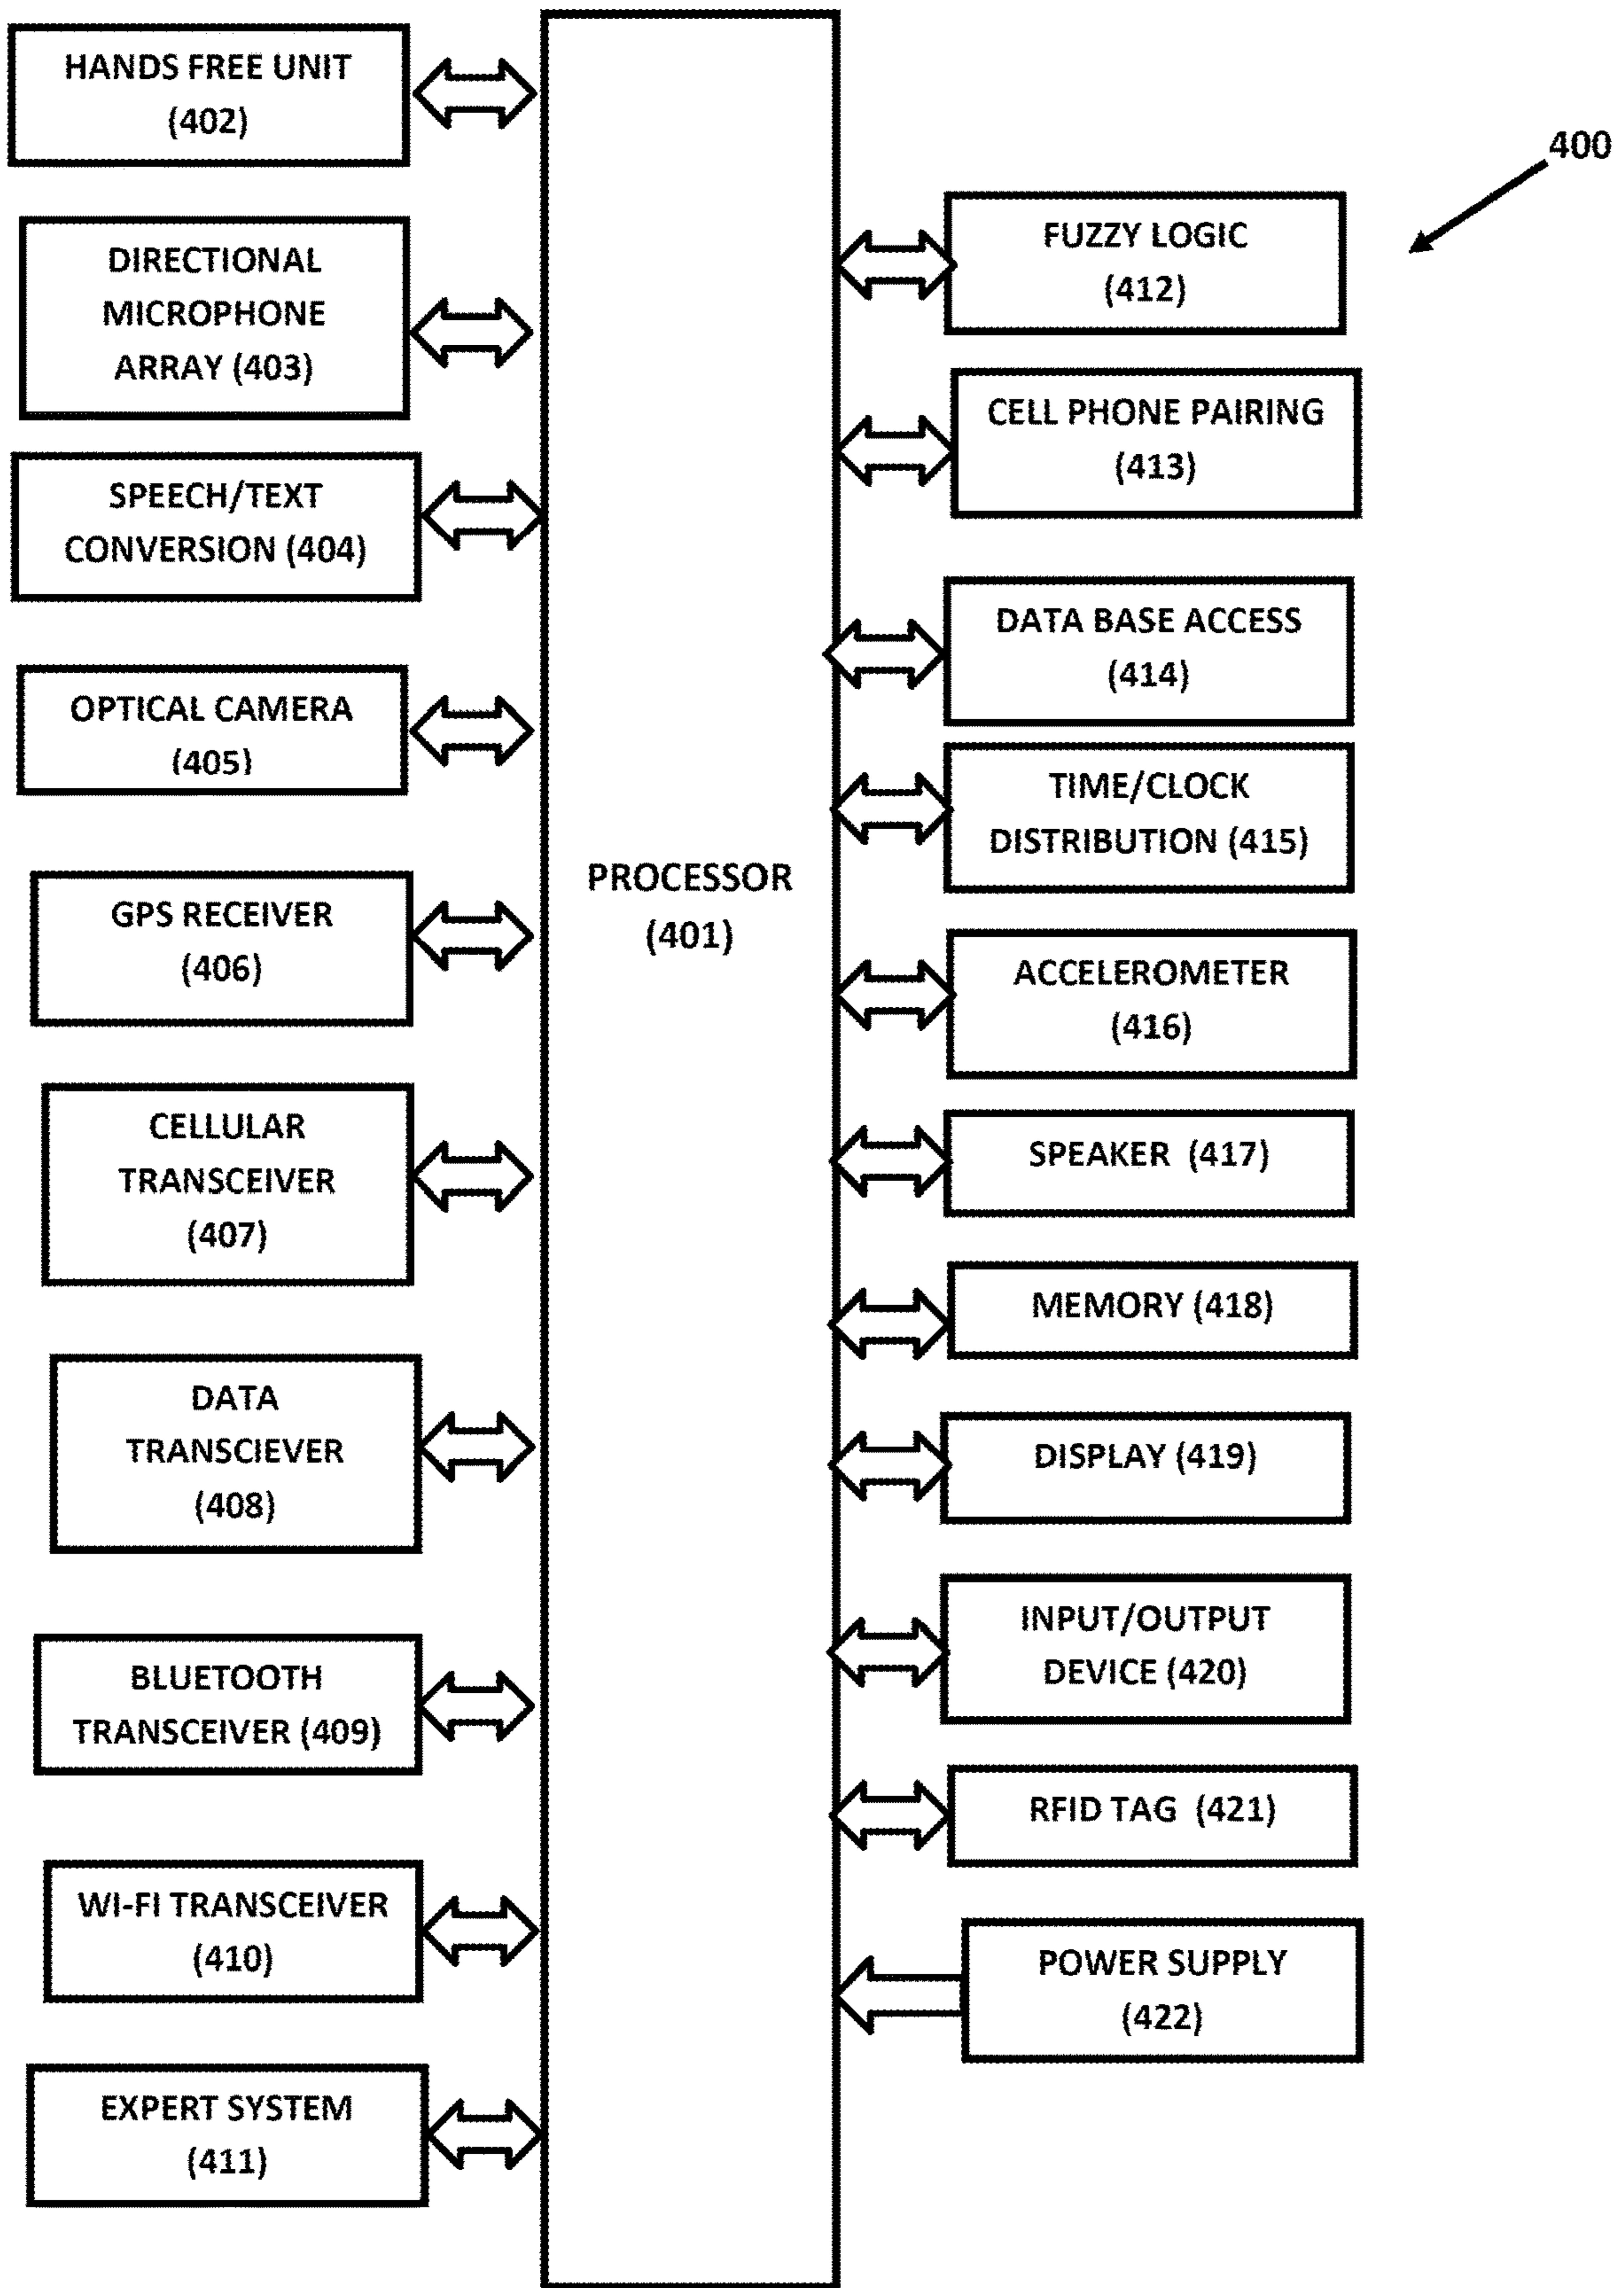 HANDS FREE UNIT
(402)
DIRECTIONAL
MICROPHONE
ARRAY (403)
SPEECH/TEXT
CONVERSION (404)
OPTICAL CAMERA
(405)
GPS RECEIVER
(406)
CELLULAR
TRANSCEIVER
(407)
DATA
TRANSCIEVER
(408)
BLUETOOTH
TRANSCEIVER (409)
WI-FI TRANSCEIVER
(410)
EXPERT SYSTEM
(411)
PROCESSOR
(401)
400
FUZZY LOGIC
(412)
CELL PHONE PAIRING
(413)
DATA BASE ACCESS
(414)
TIME/CLOCK
DISTRIBUTION (415)
ACCELEROMETER
(416)
SPEAKER (417)
MEMORY (418)
DISPLAY (419)
INPUT/OUTPUT
DEVICE (420)
RFID TAG (421)
POWER SUPPLY
(422)